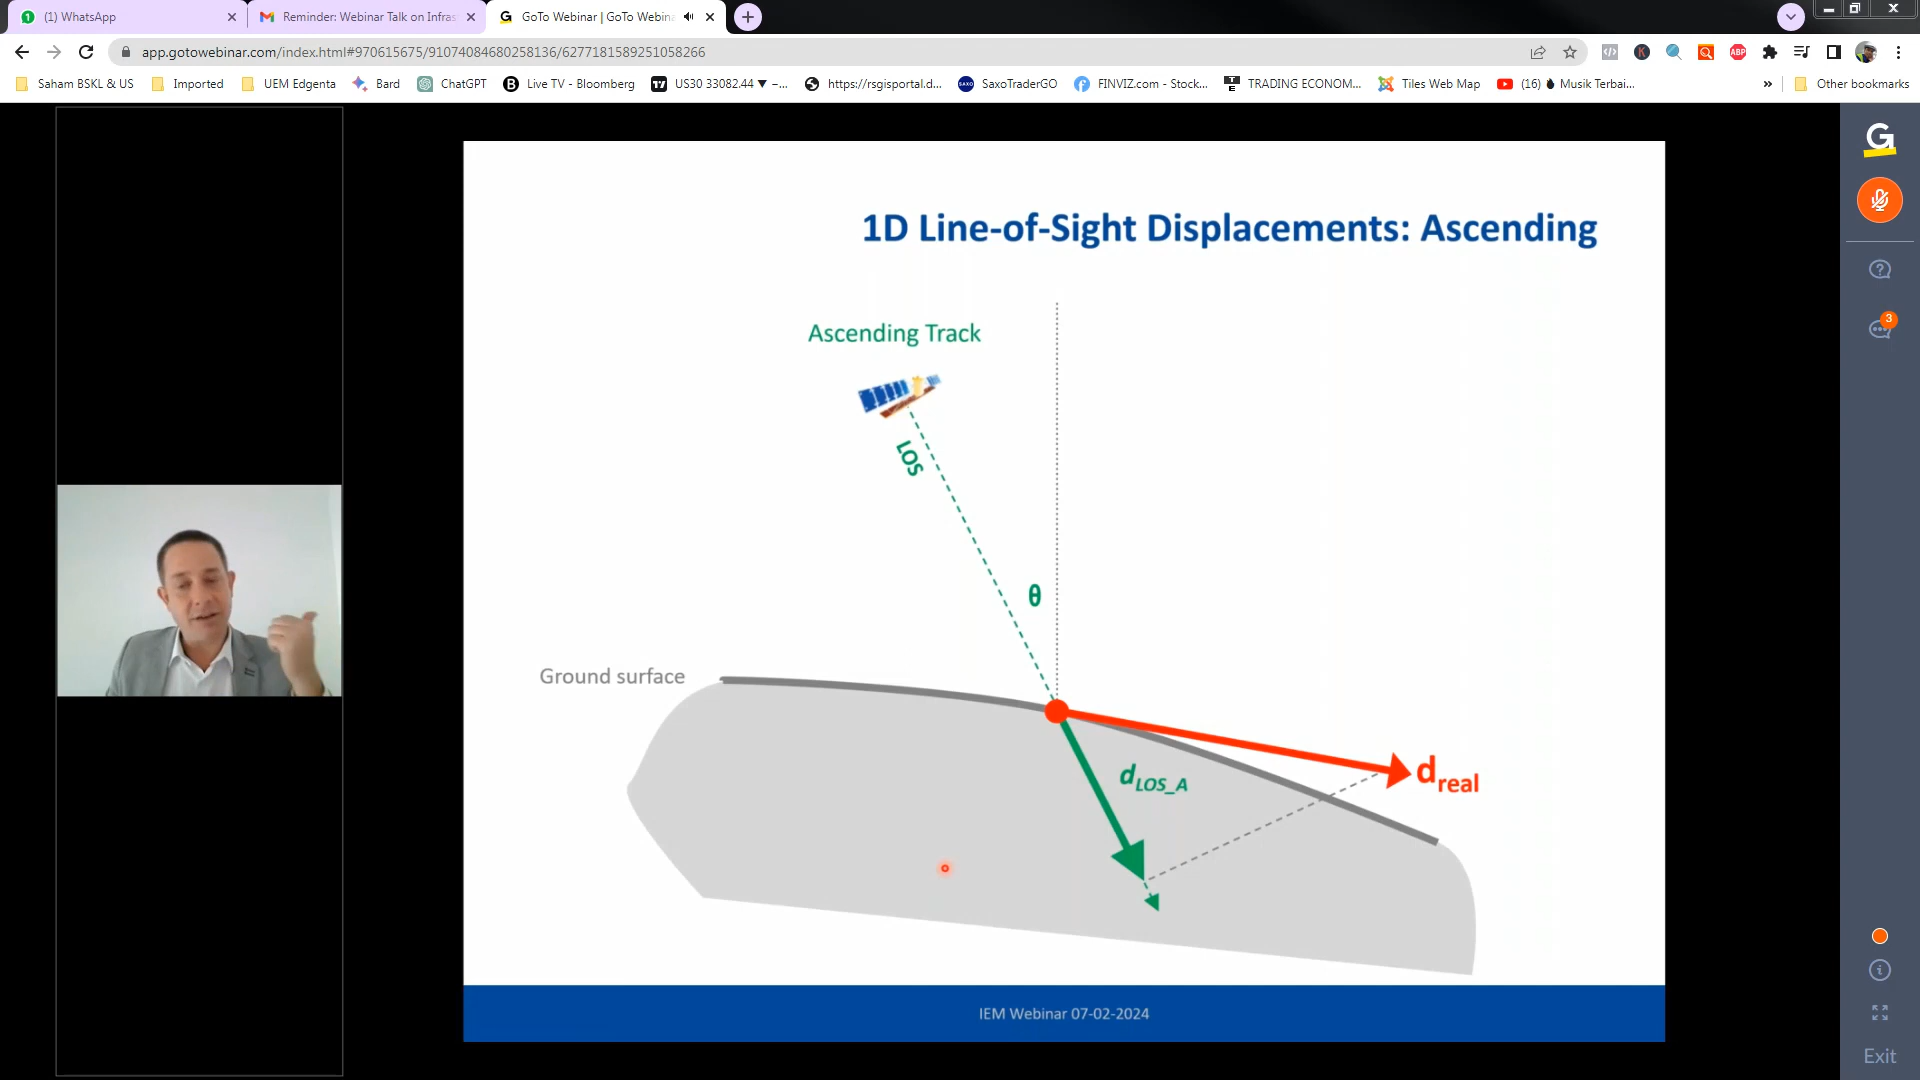 (1) WhatsApp
Reminder: Webinar Talk on Infras
GoTo Webinar | GoTo Webina
app.gotowebinar.com/index.html#970615675/91074084680258136/6277181589251058266
Saham BSKL & US
Imported
UEM Edgenta
Bard
ChatGPT
Live TV - Bloomberg
US30 33082.44 ▼ –...
https://rsgisportal.d...
SaxoTraderGO
FINVIZ.com - Stock...
TRADING ECONOM...
Tiles Web Map
(16) Musik Terbai...
»
Other bookmarks
G
3
1D Line-of-Sight Displacements: Ascending
Ascending Track
LOS
θ
Ground surface
dLOS_A
dreal
IEM Webinar 07-02-2024
Exit